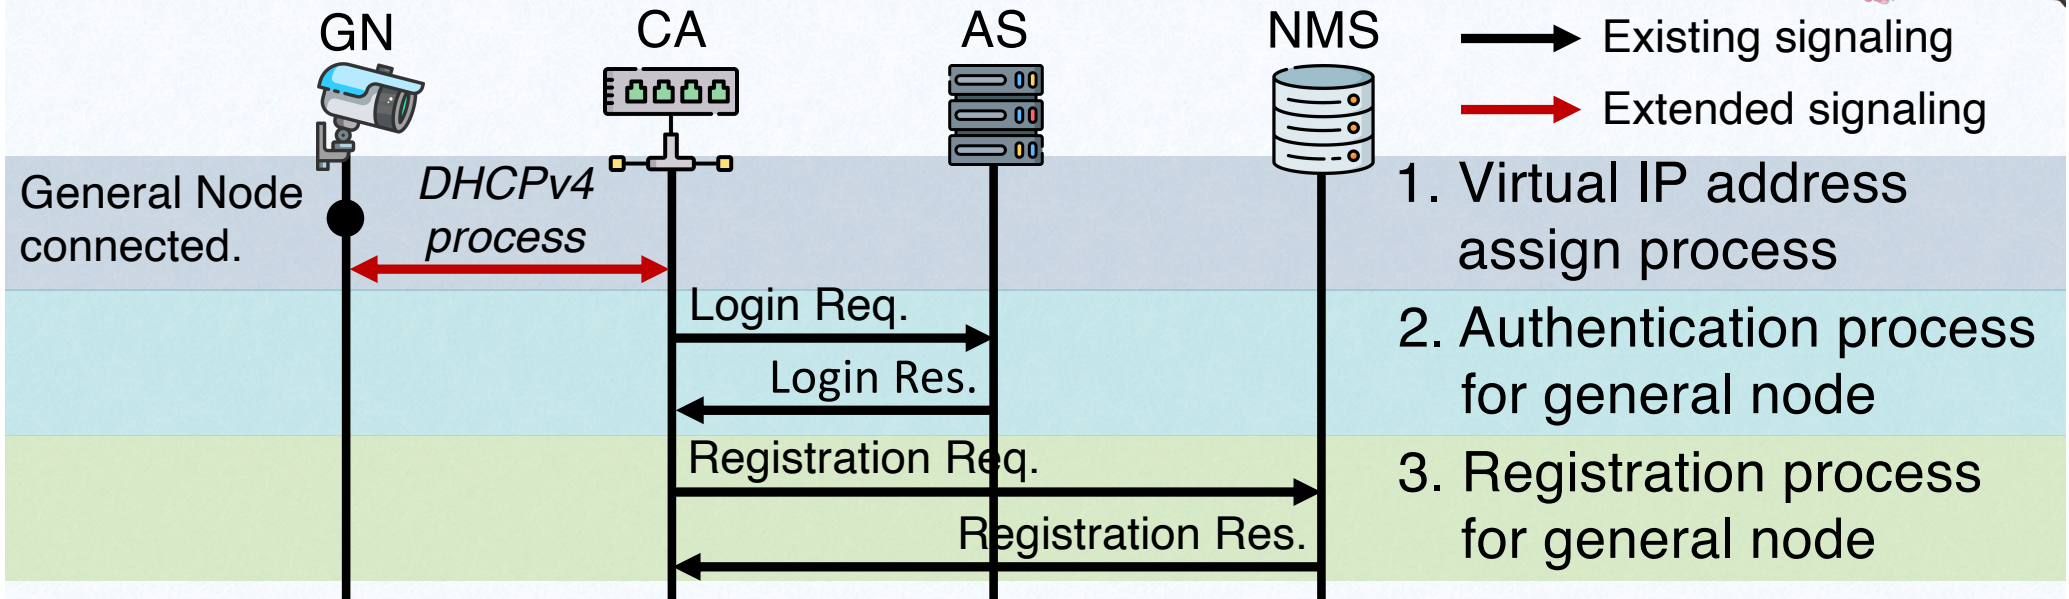 GN
CA
AS
NMS
Existing signaling
Extended signaling
General Node
connected.
DHCPv4
process
1. Virtual IP address
assign process
Login Req.
Login Res.
2. Authentication process
for general node
Registration Req.
Registration Res.
3. Registration process
for general node